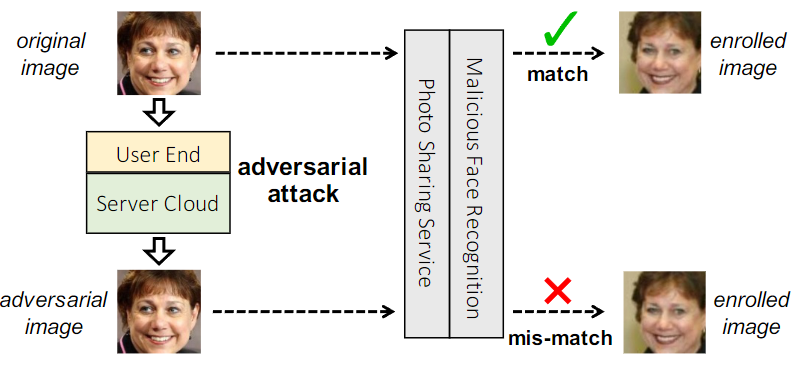 original
image
match
enrolled
image
User End
Server Cloud
adversarial
attack
Photo Sharing Service
Malicious Face Recognition
adversarial
image
mis-match
enrolled
image